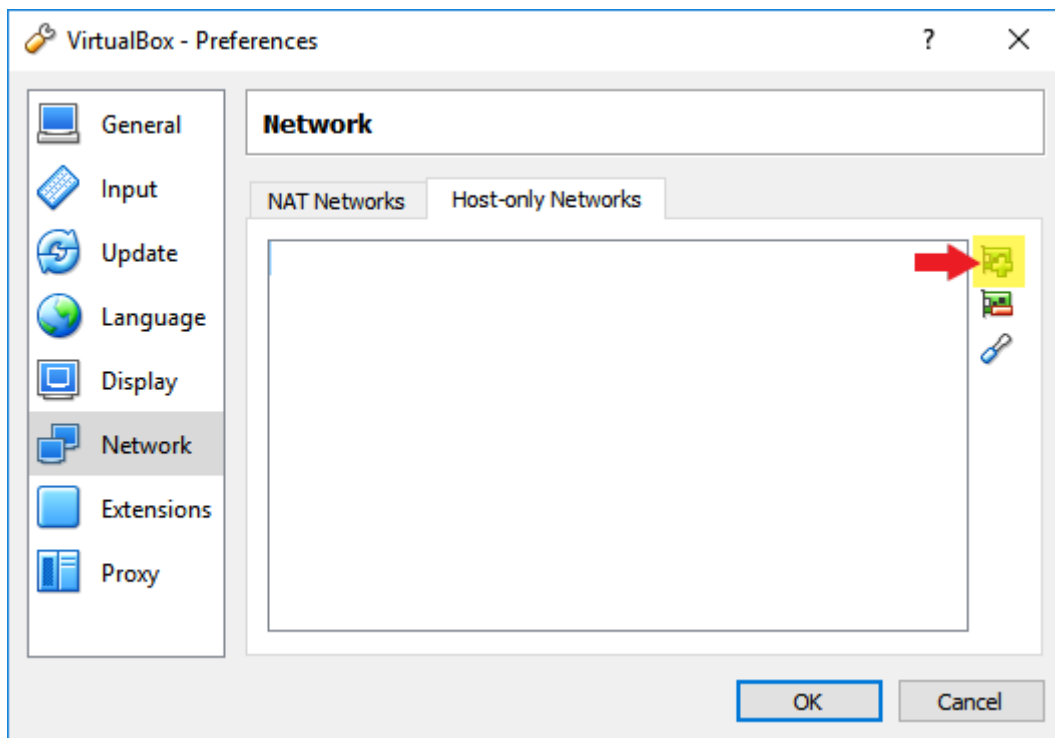 VirtualBox - Preferences ?
General
Input
Update
Language
Display
Network
Extensions
Proxy
Network
NAT Networks Host-only Networks
OK Cancel